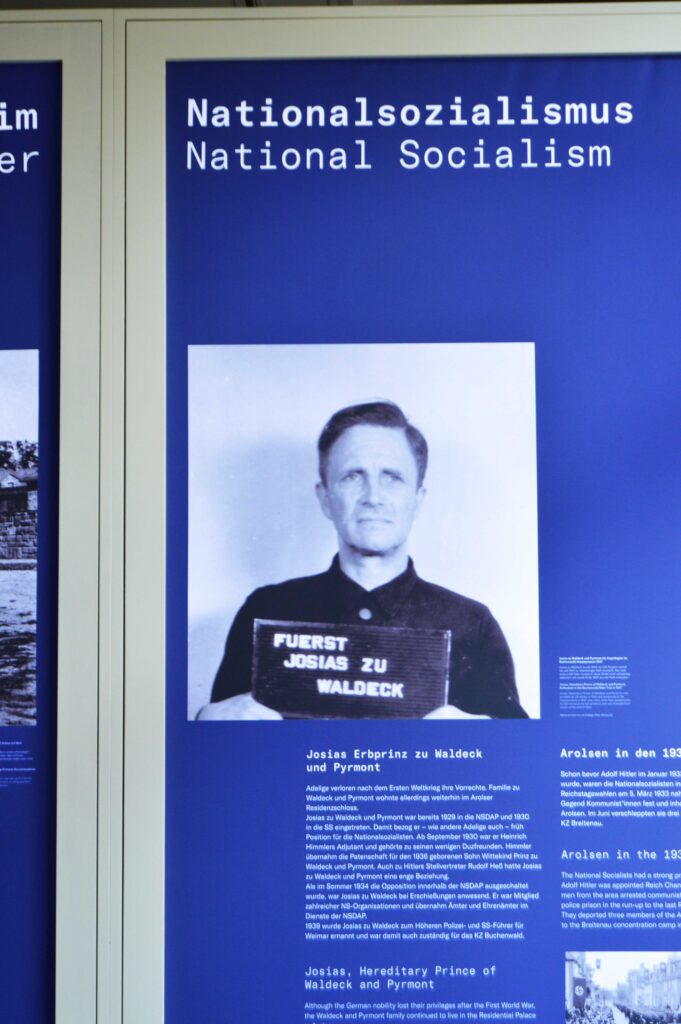 im
er
Nationalsozialismus
National Socialism
FUERST
JOSIAS ZU
WALDECK
Josias Erbprinz zu Waldeck
und Pyrmont
Adelige verloren nach dem Ersten Weltkrieg ihre Vorrechte. Familie zu
Waldeck und Pyrmont wohnte allerdings weiterhin im Arolser
Residenzschloss.
Josias zu Waldeck und Pyrmont war bereits 1929 in die NSDAP und 1930
in die SS eingetreten. Damit bezog er – wie andere Adelige auch – früh
Position für die Nationalsozialisten. Ab September 1930 war er Heinrich
Himmlers Adjutant und gehörte zu seinen wenigen Duzfreunden. Himmler
übernahm die Patenschaft für den 1936 geborenen Sohn Wittekind Prinz zu
Waldeck und Pyrmont. Auch zu Hitlers Stellvertreter Rudolf Heß hatte Josias
zu Waldeck und Pyrmont eine enge Beziehung.
Als im Sommer 1934 die Opposition innerhalb der NSDAP ausgeschaltet
wurde, war Josias zu Waldeck bei Erschießungen anwesend. Er war Mitglied
zahlreicher NS-Organisationen und übernahm Ämter und Ehrenämter im
Dienste der NSDAP.
1939 wurde Josias zu Waldeck zum Höheren Polizei- und SS-Führer für
Weimar ernannt und war damit auch zuständig für das KZ Buchenwald.
Josias, Hereditary Prince of
Waldeck and Pyrmont
Although the German nobility lost their privileges after the First World War,
the Waldeck and Pyrmont family continued to live in the Residential Palace
Arolsen in den 193
Schon bevor Adolf Hitler im Januar 193
wurde, waren die Nationalsozialisten in
Reichstagswahlen am 5. März 1933 nah
Gegend Kommunist*innen fest und inh
Arolsen. Im Juni verschleppten sie drei
KZ Breitenau.
Arolsen in the 193
The National Socialists had a strong pr
Adolf Hitler was appointed Reich Chan
men from the area arrested communist
police prison in the run-up to the last R
They deported three members of the A
to the Breitenau concentration camp in